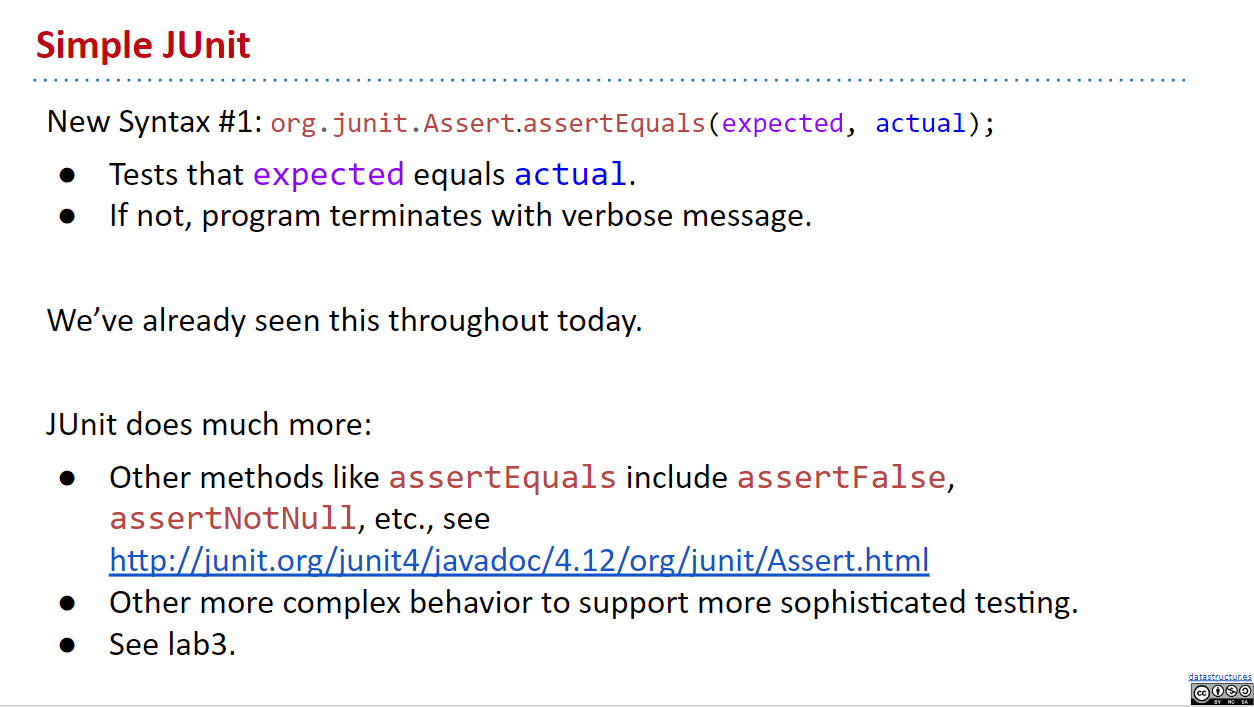 Simple JUnit
New Syntax #1: org.junit.Assert.assertEquals(expected, actual);
● Tests that expected equals actual.
● If not, program terminates with verbose message.
We’ve already seen this throughout today.
JUnit does much more:
● Other methods like assertEquals include assertFalse,
assertNotNull, etc., see
http://junit.org/junit4/javadoc/4.12/org/junit/Assert.html
● Other more complex behavior to support more sophisticated testing.
● See lab3.
datastructur.es
cc
BY NC SA